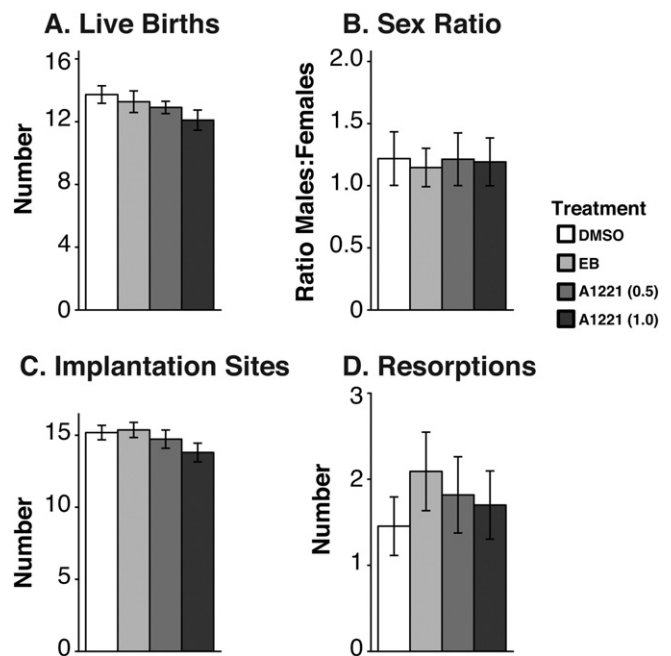 A. Live Births
16
12
8
4
0
Number
B. Sex Ratio
2.0
1.5
1.0
0.5
0
Ratio Males:Females
Treatment
DMSO
EB
A1221 (0.5)
A1221 (1.0)
C. Implantation Sites
15
10
5
0
Number
D. Resorptions
3
2
1
0
Number